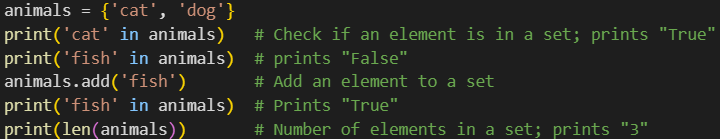 animals = {'cat', 'dog'}
print('cat' in animals)   # Check if an element is in a set; prints "True"
print('fish' in animals)  # prints "False"
animals.add('fish')       # Add an element to a set
print('fish' in animals)  # Prints "True"
print(len(animals))       # Number of elements in a set; prints "3"